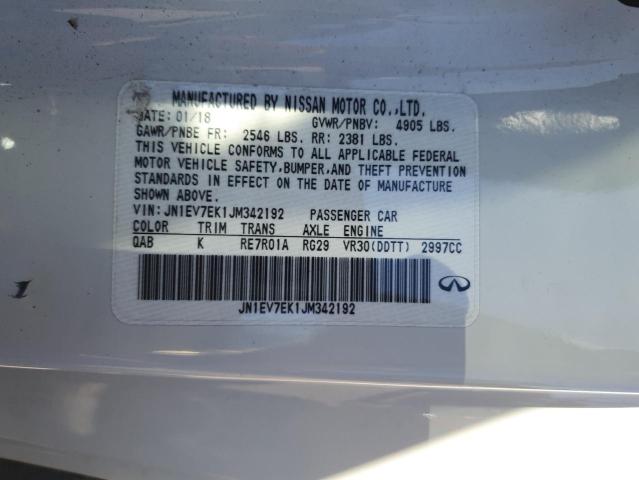 MANUFACTURED BY NISSAN MOTOR CO.,LTD.
DATE: 01/18 GVWR/PNBV: 4905 LBS.
GAWR/PNBE FR: 2546 LBS. RR: 2381 LBS.
THIS VEHICLE CONFORMS TO ALL APPLICABLE FEDERAL
MOTOR VEHICLE SAFETY,BUMPER,AND THEFT PREVENTION
STANDARDS IN EFFECT ON THE DATE OF MANUFACTURE
SHOWN ABOVE.
VIN: JN1EV7EK1JM342192 PASSENGER CAR
COLOR TRIM TRANS AXLE ENGINE
QAB K RE7R01A RG29 VR30(DDTT) 2997CC
JN1EV7EK1JM342192